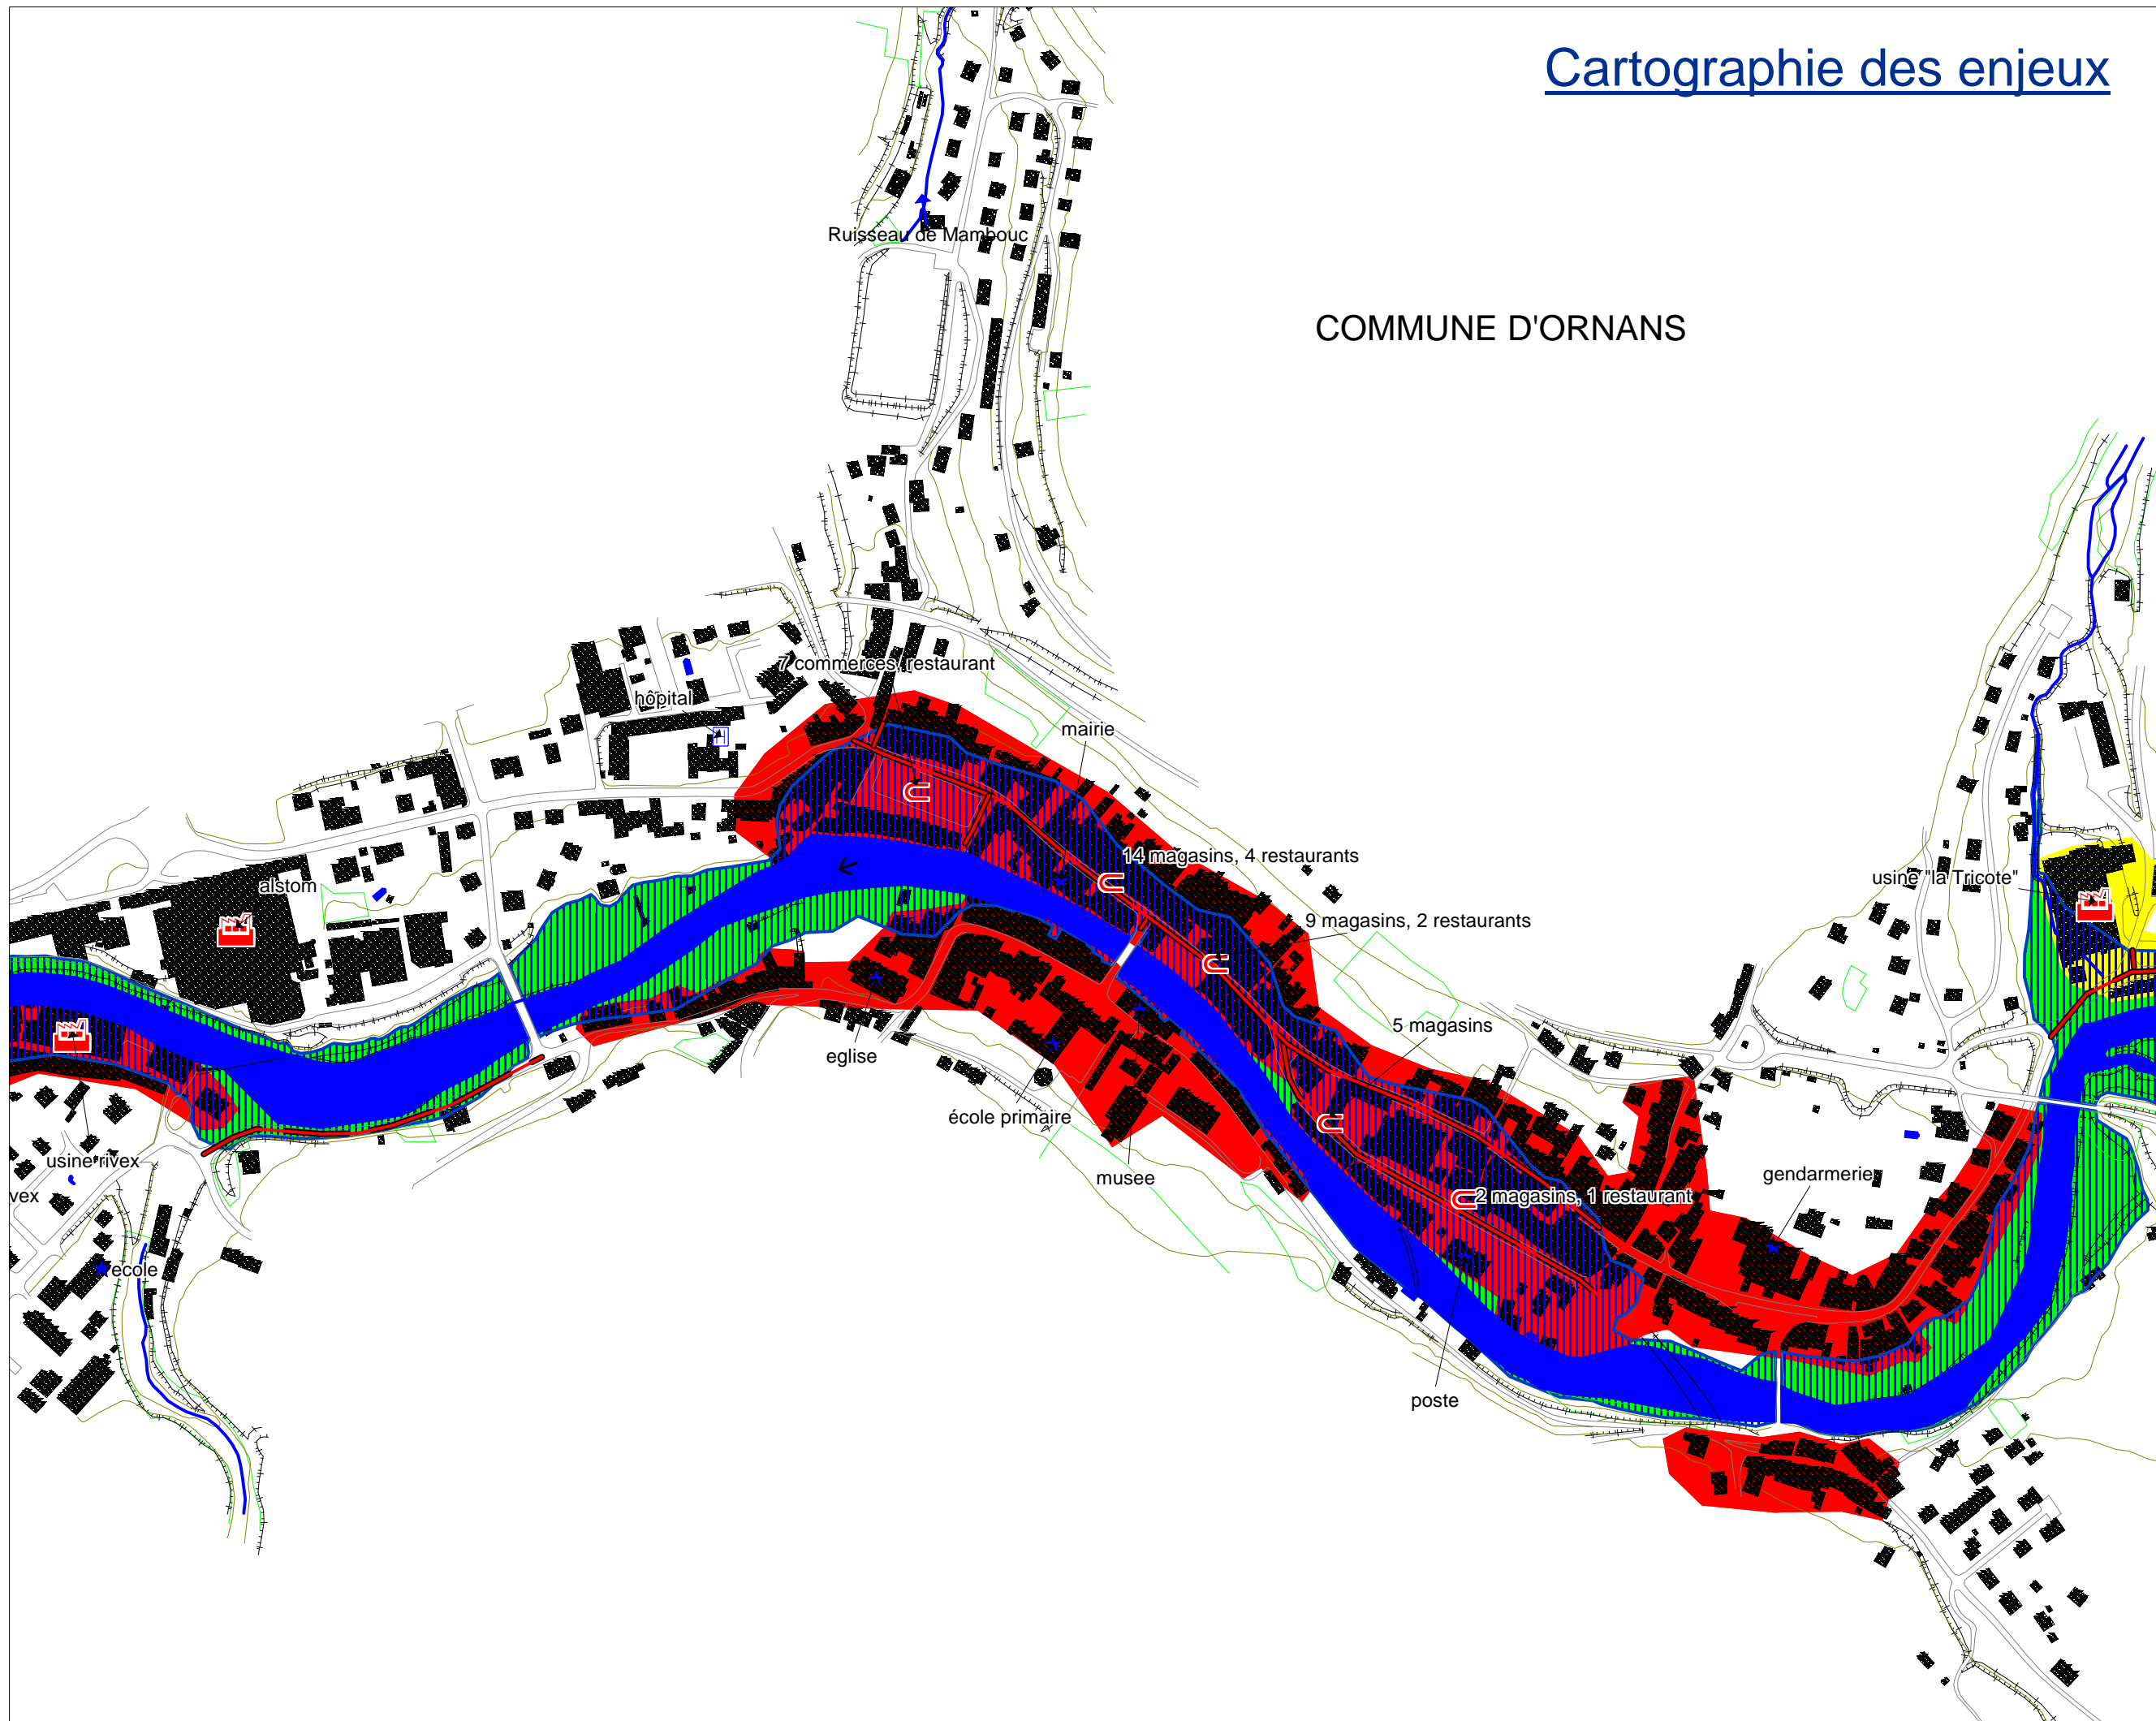 Cartographie des enjeux
Ruisseau de Mambouc
COMMUNE D'ORNANS
7 commerces, restaurant
hôpital
H
mairie
14 magasins, 4 restaurants
usine "la Tricote"
alstom
9 magasins, 2 restaurants
5 magasins
eglise
école primaire
usine rivex
musee
gendarmerie
vex
2 magasins, 1 restaurant
ecole
poste